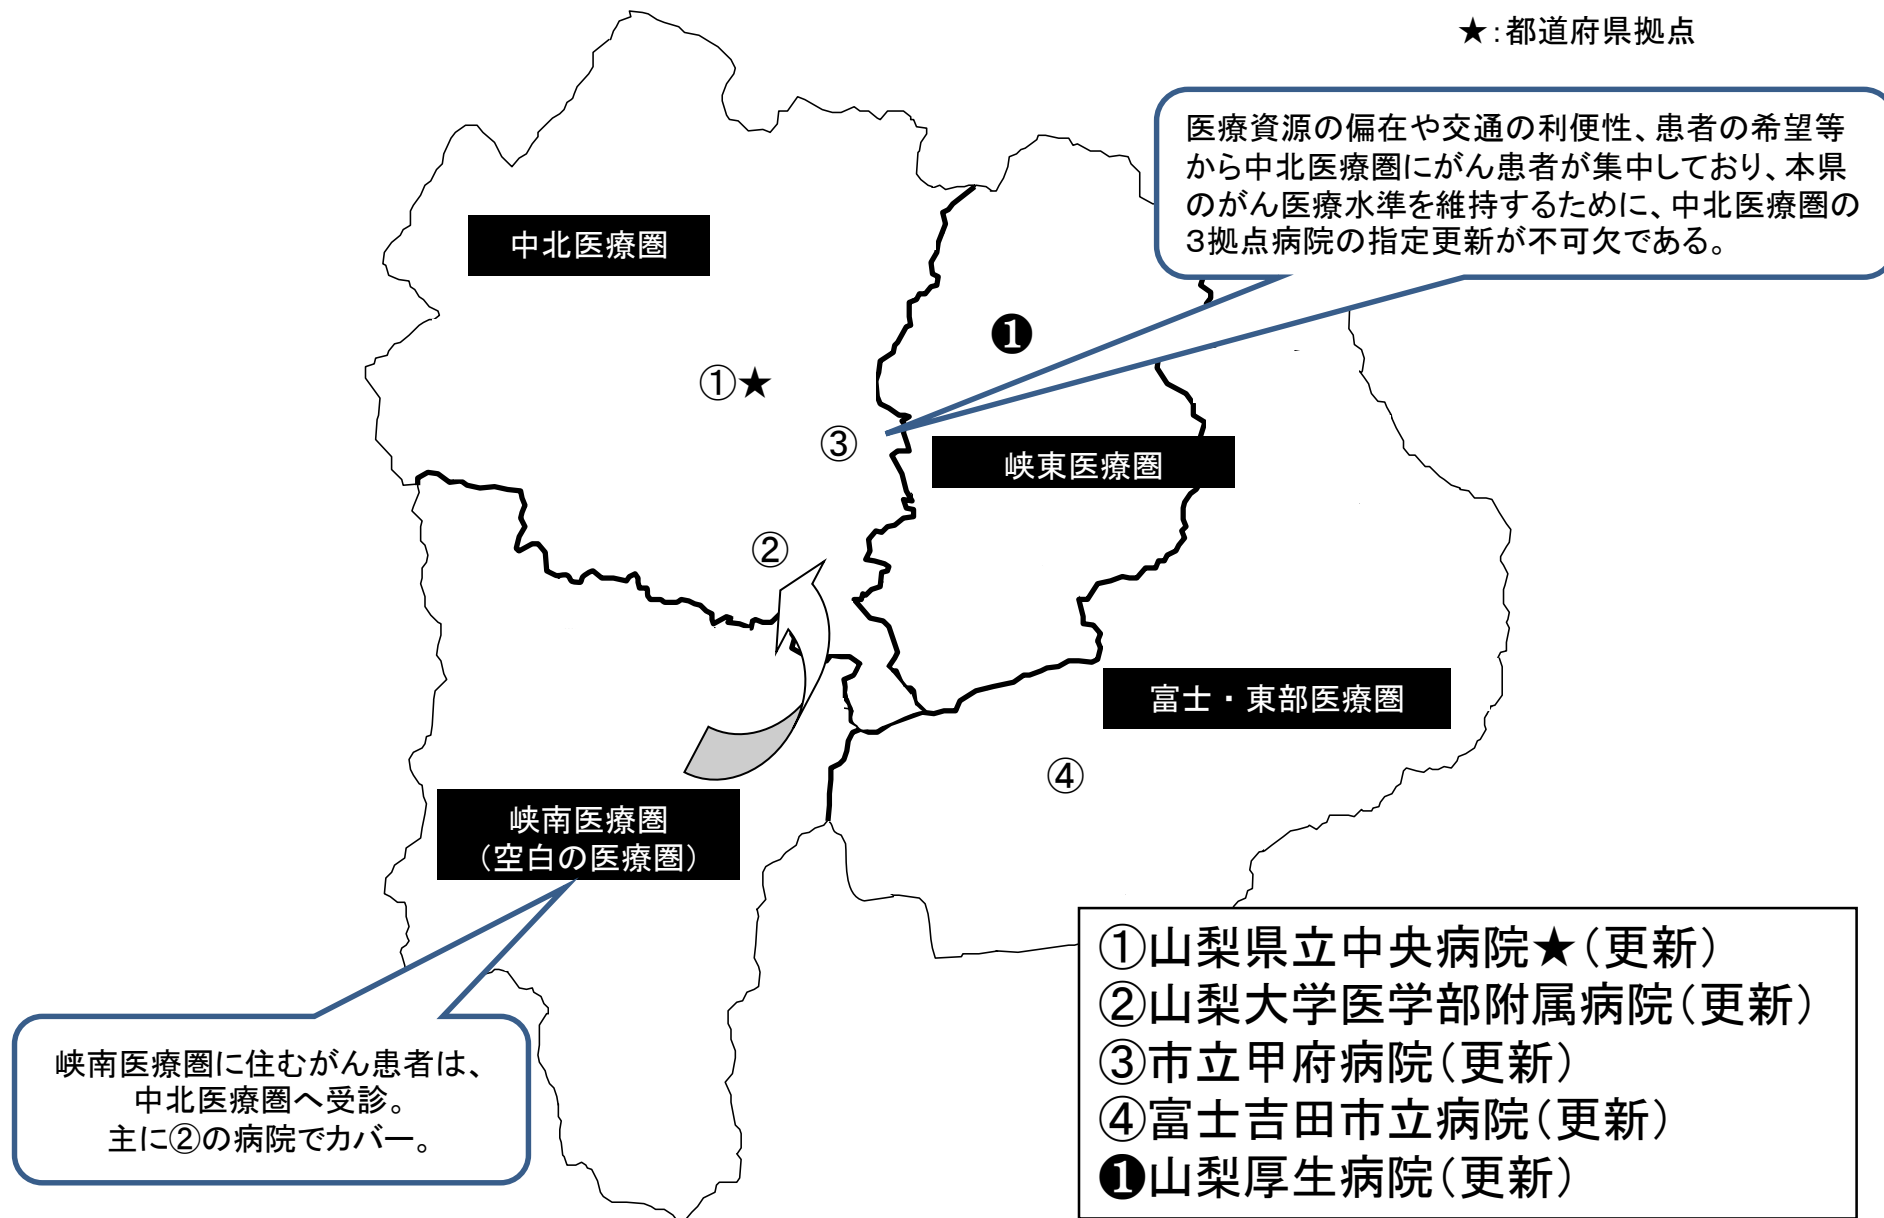 ★:都道府県拠点
医療資源の偏在や交通の利便性、患者の希望等
から中北医療圏にがん患者が集中しており、本県
のがん医療水準を維持するために、中北医療圏の
3拠点病院の指定更新が不可欠である。
中北医療圏
❶
①★
③
峡東医療圏
②
富士・東部医療圏
④
峡南医療圏
(空白の医療圏)
①山梨県立中央病院★(更新)
②山梨大学医学部附属病院(更新)
③市立甲府病院(更新)
④富士吉田市立病院(更新)
❶山梨厚生病院(更新)
峡南医療圏に住むがん患者は、
中北医療圏へ受診。
主に②の病院でカバー。